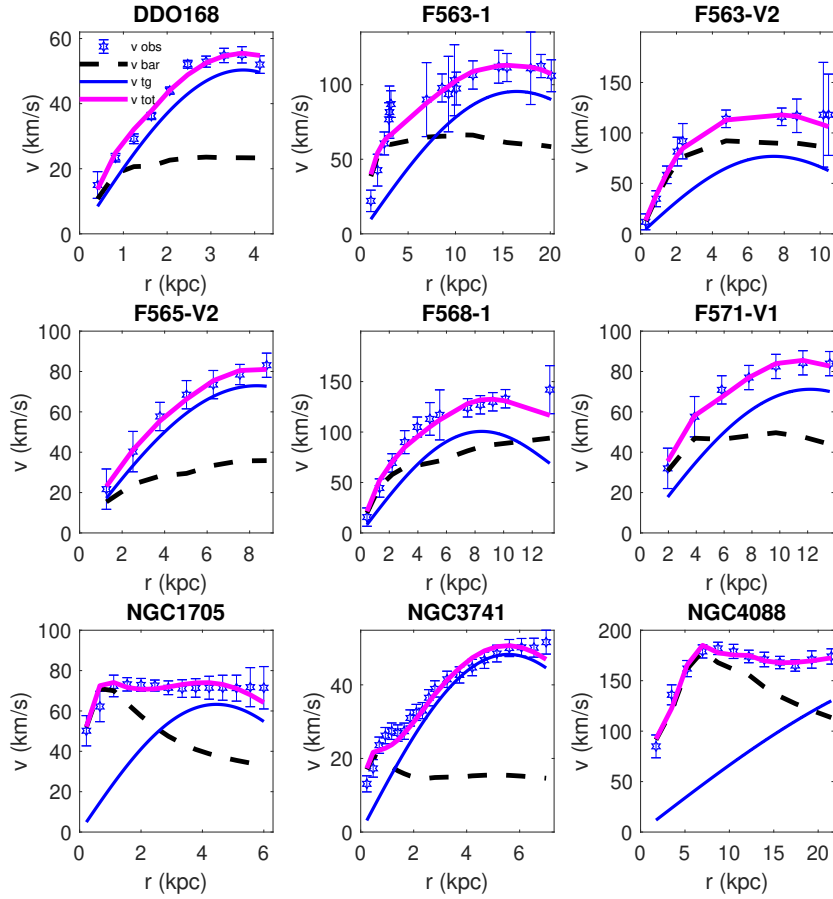 DDO168
F563-1
F563-V2
v obs
v bar
v tg
v tot
60
40
20
0
v (km/s)
0 1 2 3 4
r (kpc)
100
50
0
v (km/s)
0 5 10 15 20
r (kpc)
200
150
100
50
0
v (km/s)
0 2 4 6 8 10
r (kpc)
F565-V2
F568-1
F571-V1
100
80
60
40
20
0
v (km/s)
0 2 4 6 8
r (kpc)
150
100
50
0
v (km/s)
0 2 4 6 8 10 12
r (kpc)
100
80
60
40
20
0
v (km/s)
0 2 4 6 8 10 12
r (kpc)
NGC1705
NGC3741
NGC4088
100
80
60
40
20
0
v (km/s)
0 2 4 6
r (kpc)
40
20
0
v (km/s)
0 2 4 6
r (kpc)
200
150
100
50
0
v (km/s)
0 5 10 15 20
r (kpc)